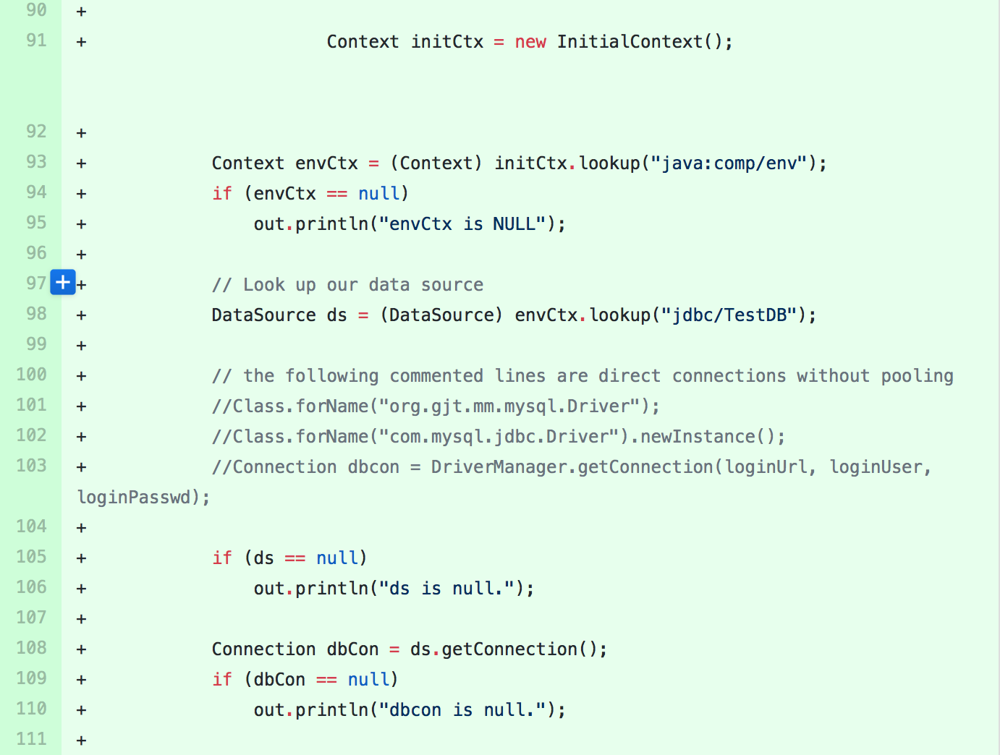 90 +
91 + Context initCtx = new InitialContext();
92 +
93 + Context envCtx = (Context) initCtx.lookup("java:comp/env");
94 + if (envCtx == null)
95 + out.println("envCtx is NULL");
96 +
97 + + // Look up our data source
98 + DataSource ds = (DataSource) envCtx.lookup("jdbc/TestDB");
99 +
100 + // the following commented lines are direct connections without pooling
101 + //Class.forName("org.gjt.mm.mysql.Driver");
102 + //Class.forName("com.mysql.jdbc.Driver").newInstance();
103 + //Connection dbcon = DriverManager.getConnection(loginUrl, loginUser,
loginPasswd);
104 +
105 + if (ds == null)
106 + out.println("ds is null.");
107 +
108 + Connection dbCon = ds.getConnection();
109 + if (dbCon == null)
110 + out.println("dbcon is null.");
111 +